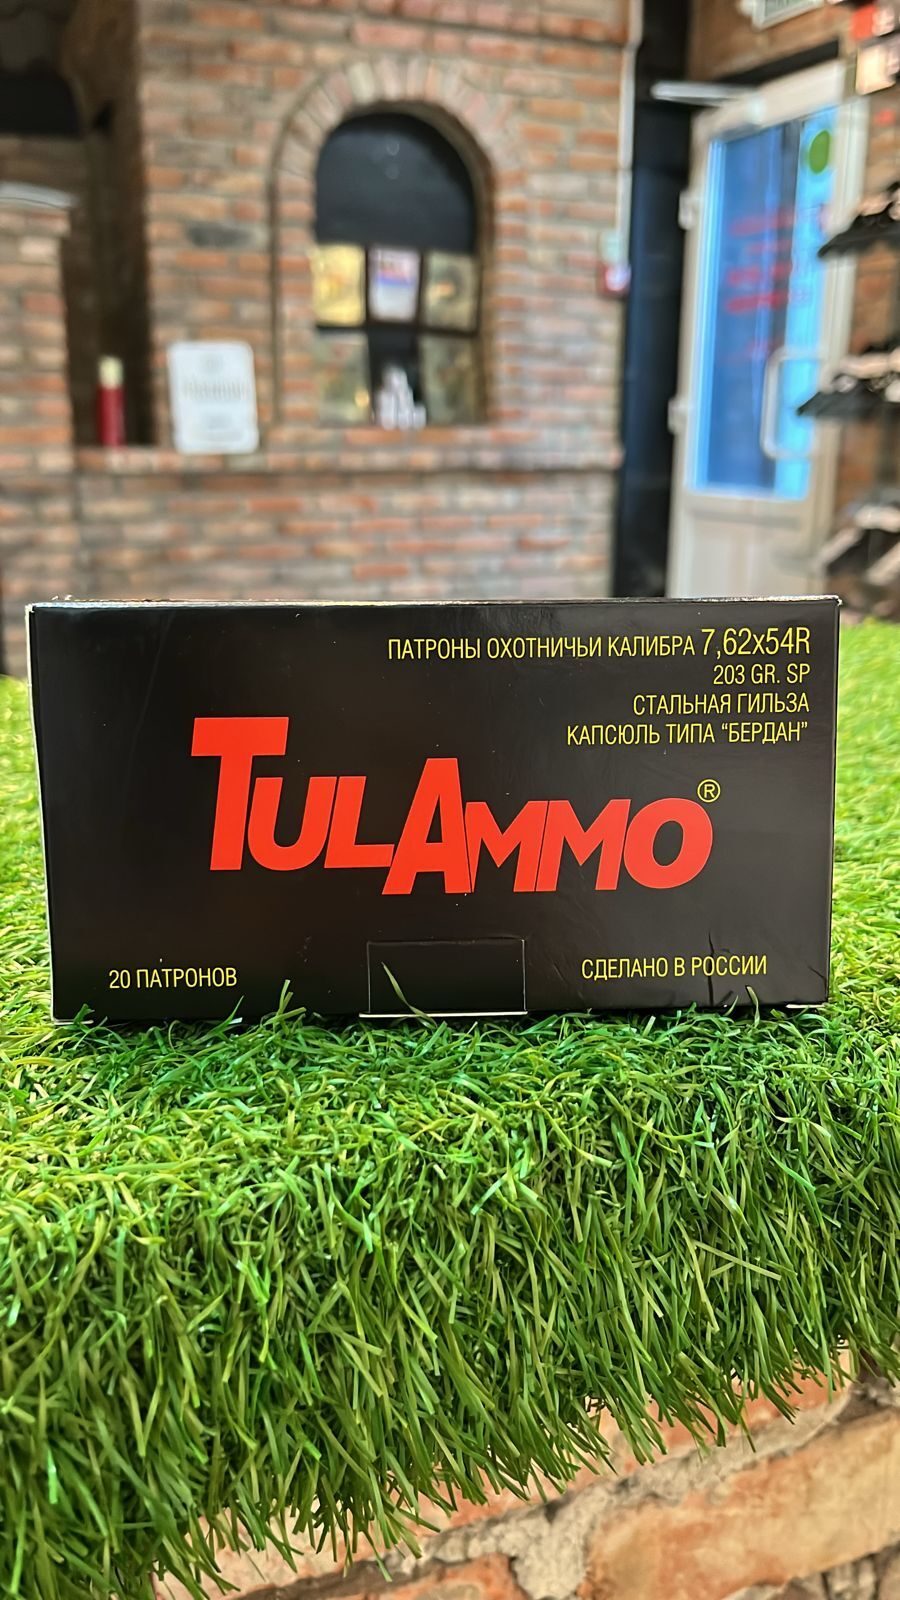 ПАТРОНЫ ОХОТНИЧЬИ КАЛИБРА 7,62x54R
203 GR. SP
СТАЛЬНАЯ ГИЛЬЗА
КАПСЮЛЬ ТИПА “БЕРДАН”
TULAMMO®
20 ПАТРОНОВ
СДЕЛАНО В РОССИИ